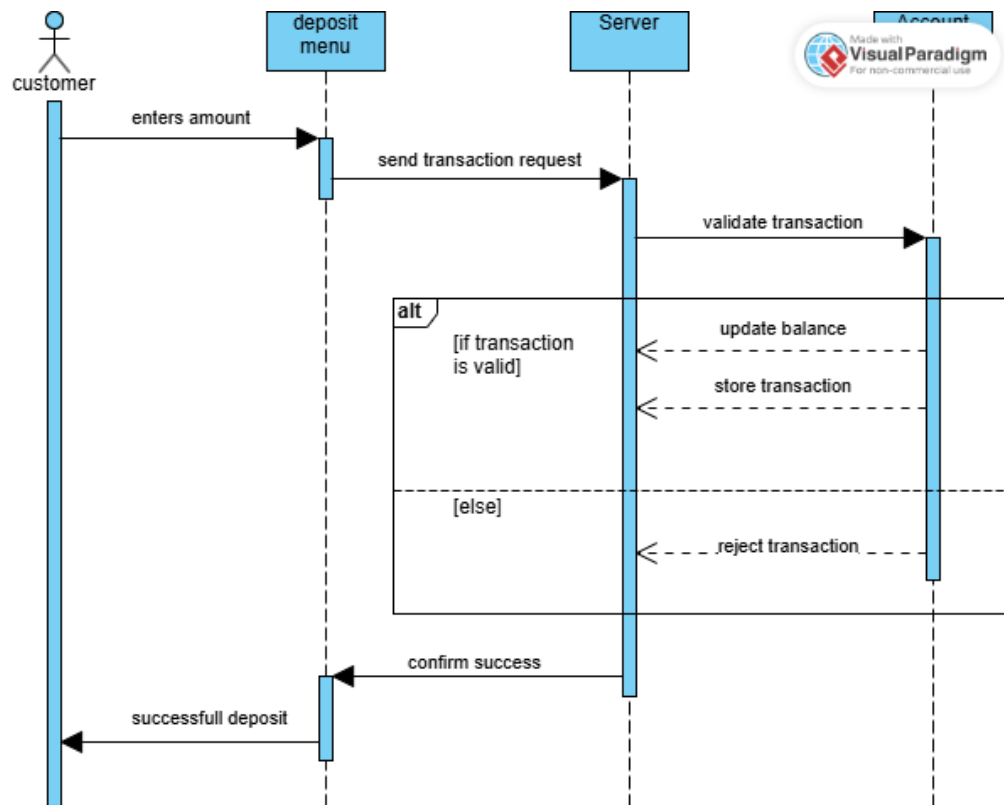 deposit
menu
Server
Account
Made with
Visual Paradigm
For non-commercial use
customer
enters amount
send transaction request
validate transaction
alt
[if transaction
is valid]
update balance
store transaction
[else]
reject transaction
confirm success
successfull deposit